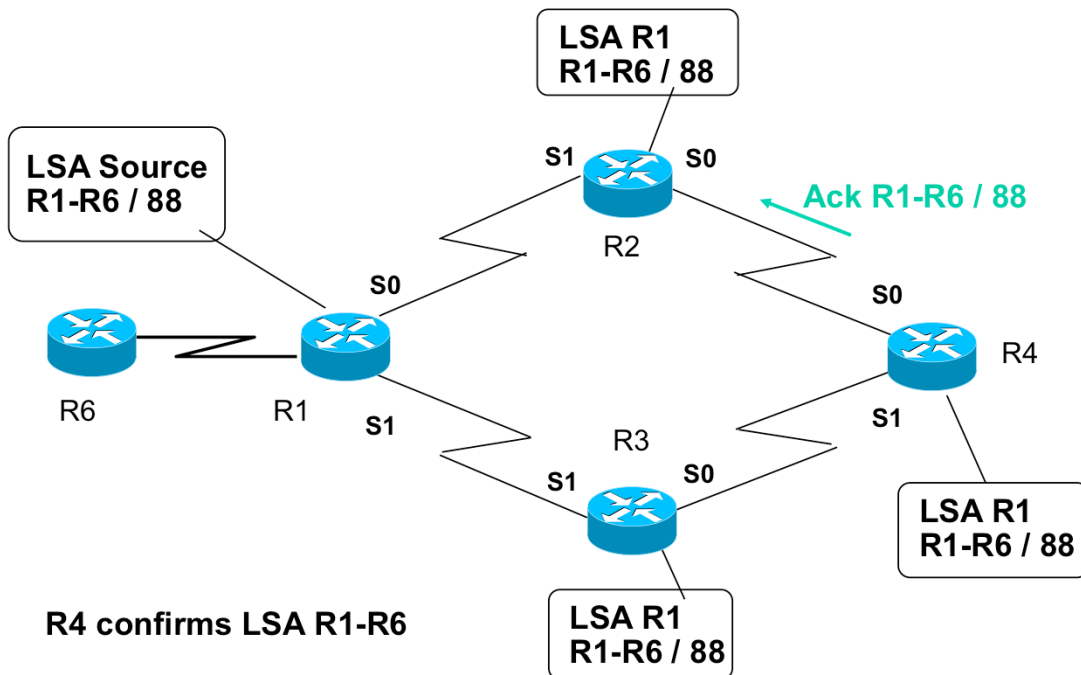 LSA R1
R1-R6 / 88
LSA Source
R1-R6 / 88
S1
S0
Ack R1-R6 / 88
R2
S0
S0
R4
R6
R1
S1
R3
S1
S1
S0
LSA R1
R1-R6 / 88
LSA R1
R1-R6 / 88
R4 confirms LSA R1-R6